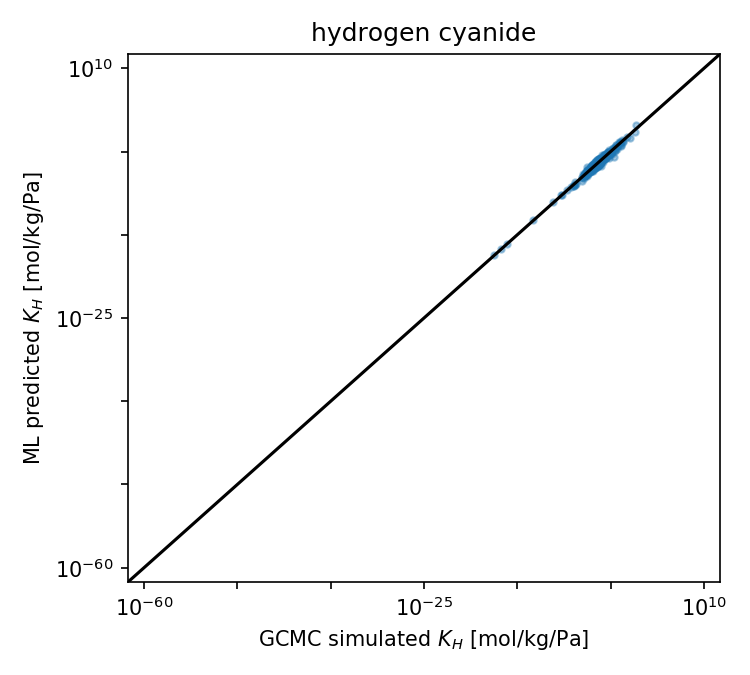 hydrogen cyanide
10^10
10^−25
10^−60
ML predicted K_H [mol/kg/Pa]
10^−60 10^−25 10^10
GCMC simulated K_H [mol/kg/Pa]